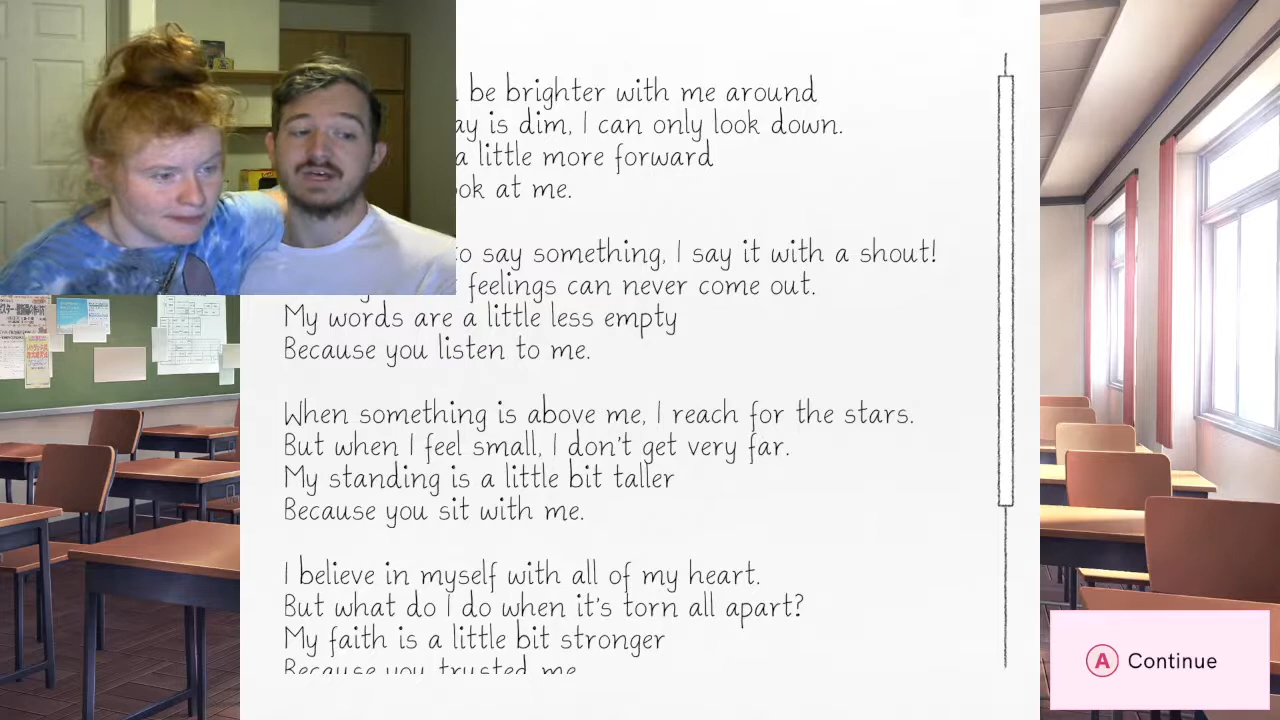 be brighter with me around
is dim, I can only look down.
a little more forward
at me.
say something, I say it with a shout!
feelings can never come out.
My words are a little less empty
Because you listen to me.
When something is above me, I reach for the stars.
But when I feel small, I don't get very far.
My standing is a little bit taller
Because you sit with me.
I believe in myself with all of my heart.
But what do I do when it's torn all apart?
My faith is a little bit stronger
Because you trusted me
A Continue